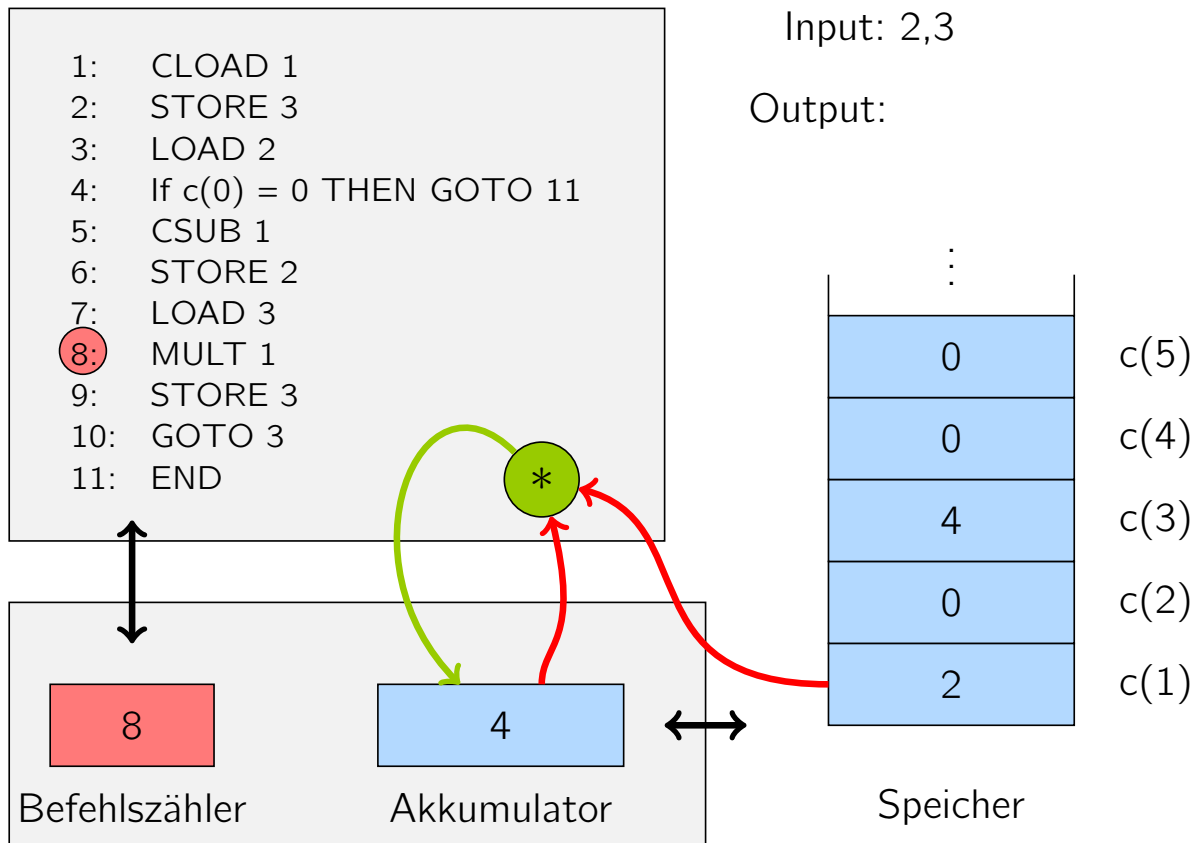 1: CLOAD 1
2: STORE 3
3: LOAD 2
4: If c(0) = 0 THEN GOTO 11
5: CSUB 1
6: STORE 2
7: LOAD 3
8: MULT 1
9: STORE 3
10: GOTO 3
11: END
*
Input: 2,3
Output:
⋮
0 c(5)
0 c(4)
4 c(3)
0 c(2)
2 c(1)
Speicher
8
Befehlszähler
4
Akkumulator